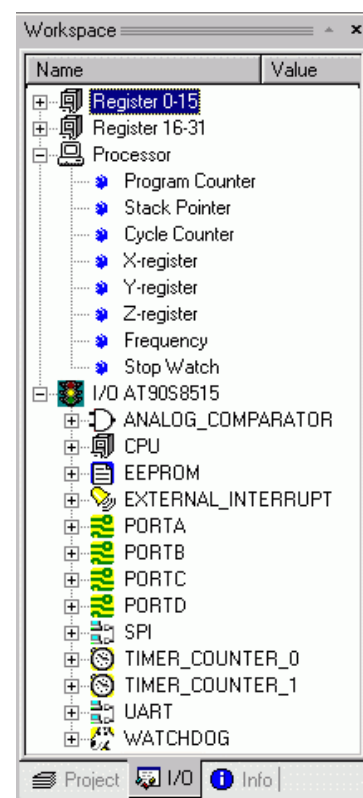 Workspace
Name Value
Register 0-15
Register 16-31
Processor
Program Counter
Stack Pointer
Cycle Counter
X-register
Y-register
Z-register
Frequency
Stop Watch
I/O AT90S8515
ANALOG_COMPARATOR
CPU
EEPROM
EXTERNAL_INTERRUPT
PORTA
PORTB
PORTC
PORTD
SPI
TIMER_COUNTER_0
TIMER_COUNTER_1
UART
WATCHDOG
Project I/O Info